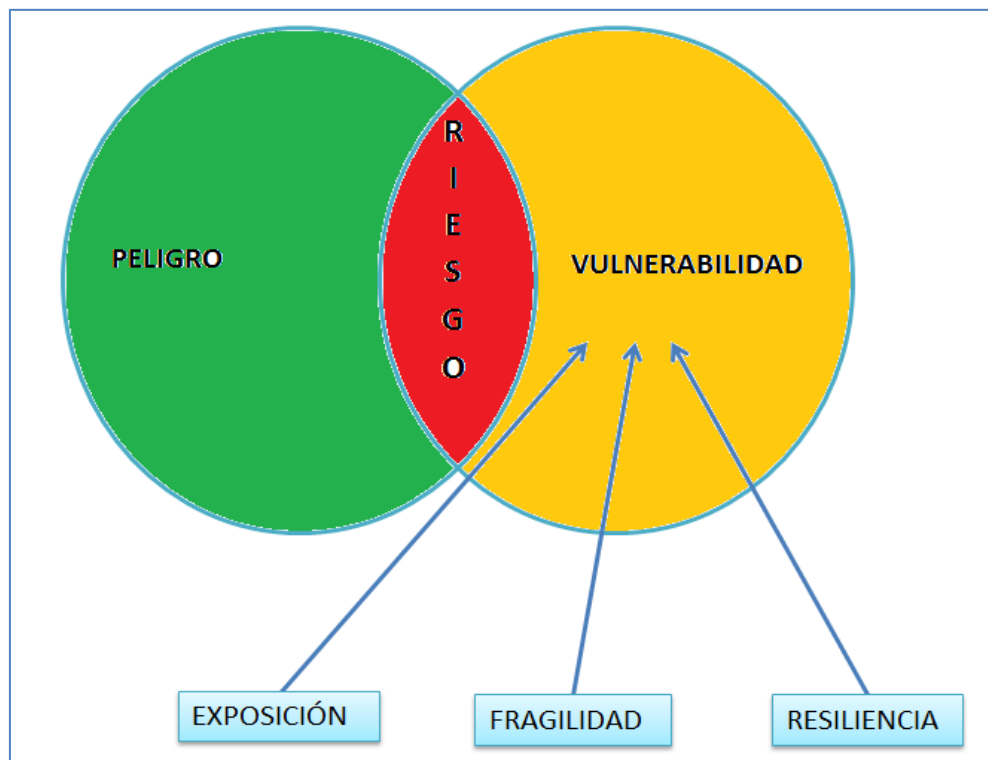 PELIGRO
R
I
E
S
G
O
VULNERABILIDAD
EXPOSICIÓN
FRAGILIDAD
RESILIENCIA